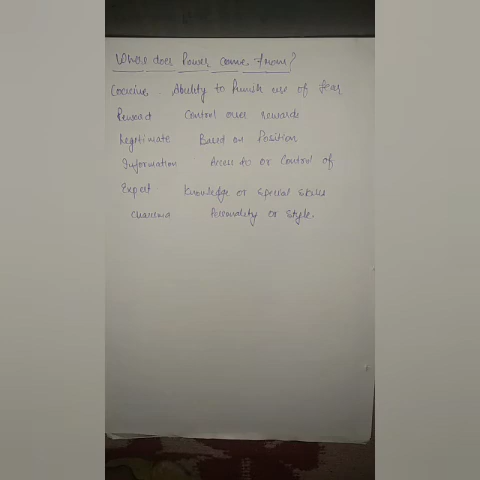 Where does Power come from?
Coercive Ability to Punish use of fear
Reward Control over rewards
Legitimate Based on Position
Information Access to or Control of
Expert Knowledge or special skills
Charisma Personality or style.